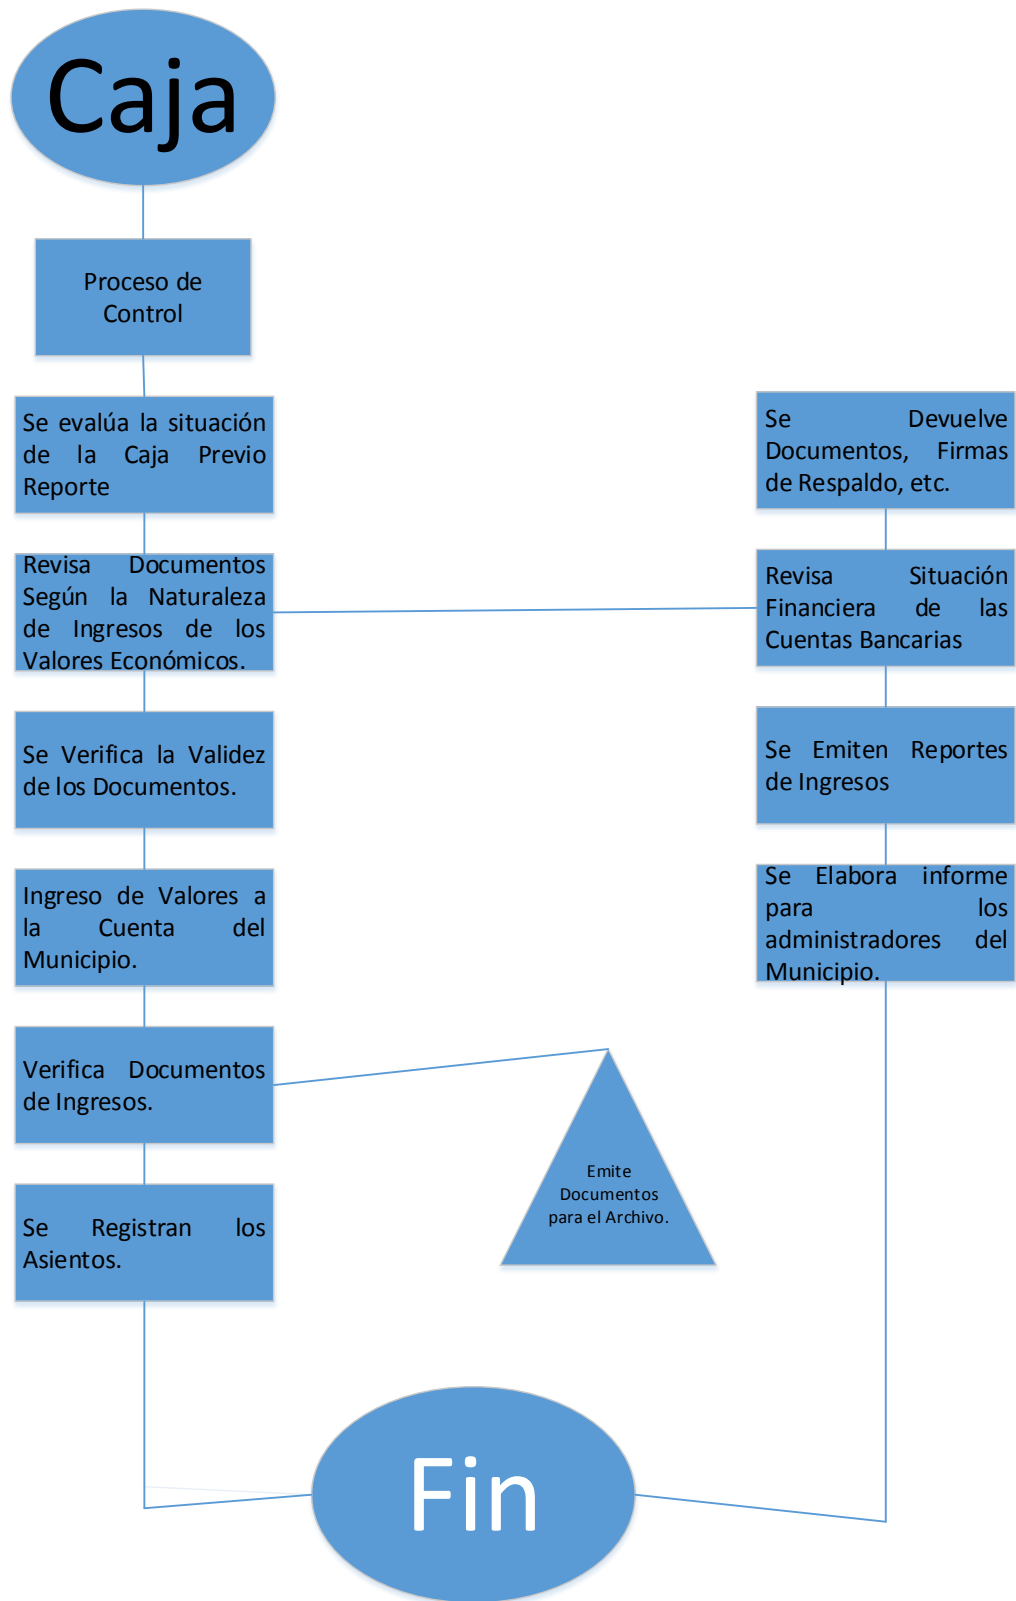 Caja
Proceso de
Control
Se evalúa la situación
de la Caja Previo
Reporte
Revisa Documentos
Según la Naturaleza
de Ingresos de los
Valores Económicos.
Se Verifica la Validez
de los Documentos.
Ingreso de Valores a
la Cuenta del
Municipio.
Verifica Documentos
de Ingresos.
Se Registran los
Asientos.
Se Devuelve
Documentos, Firmas
de Respaldo, etc.
Revisa Situación
Financiera de las
Cuentas Bancarias
Se Emiten Reportes
de Ingresos
Se Elabora informe
para los
administradores del
Municipio.
Emite
Documentos
para el Archivo.
Fin